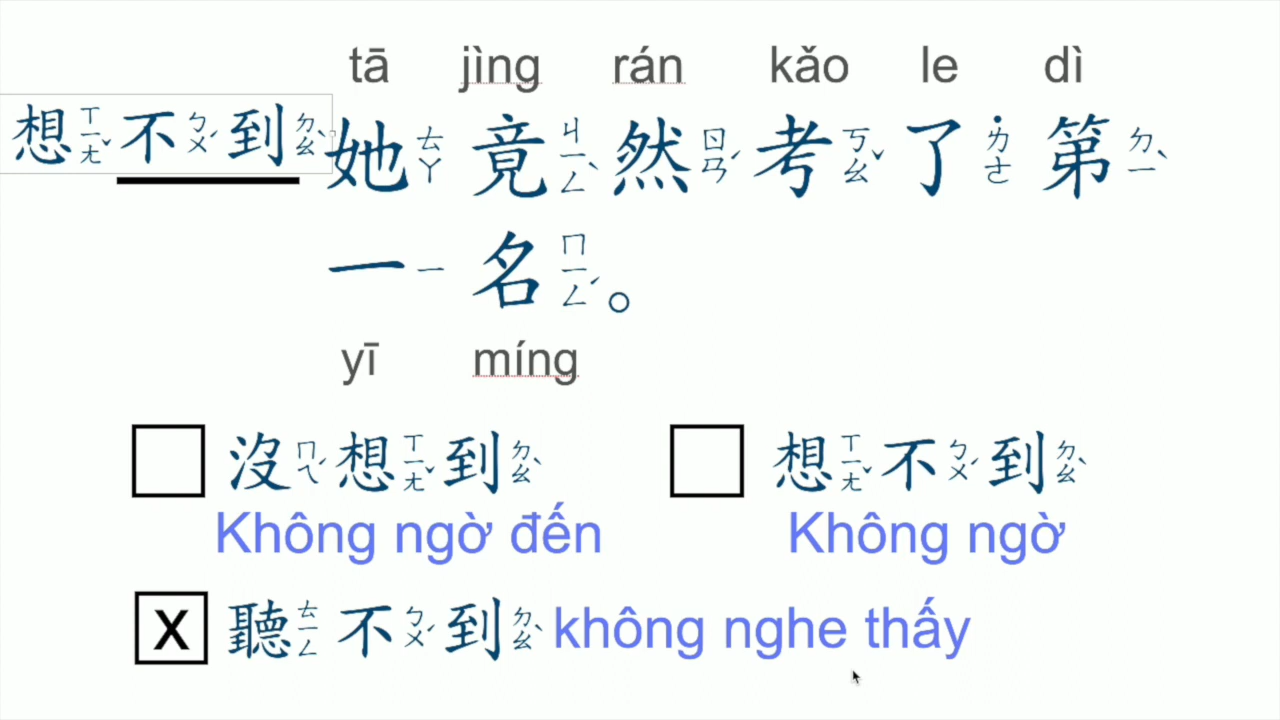 tā jìng rán kǎo le dì
想ㄒㄧㄤˇ不ㄅㄨˊ到ㄉㄠˋ她ㄊㄚ竟ㄐㄧㄥˋ然ㄖㄢˊ考ㄎㄠˇ了˙ㄌㄜ第ㄉㄧˋ
一ㄧ名ㄇㄧㄥˊ。
yī míng
沒ㄇㄟˊ想ㄒㄧㄤˇ到ㄉㄠˋ 想ㄒㄧㄤˇ不ㄅㄨˊ到ㄉㄠˋ
Không ngờ đến Không ngờ
X 聽ㄊㄧㄥ不ㄅㄨˊ到ㄉㄠˋ không nghe thấy